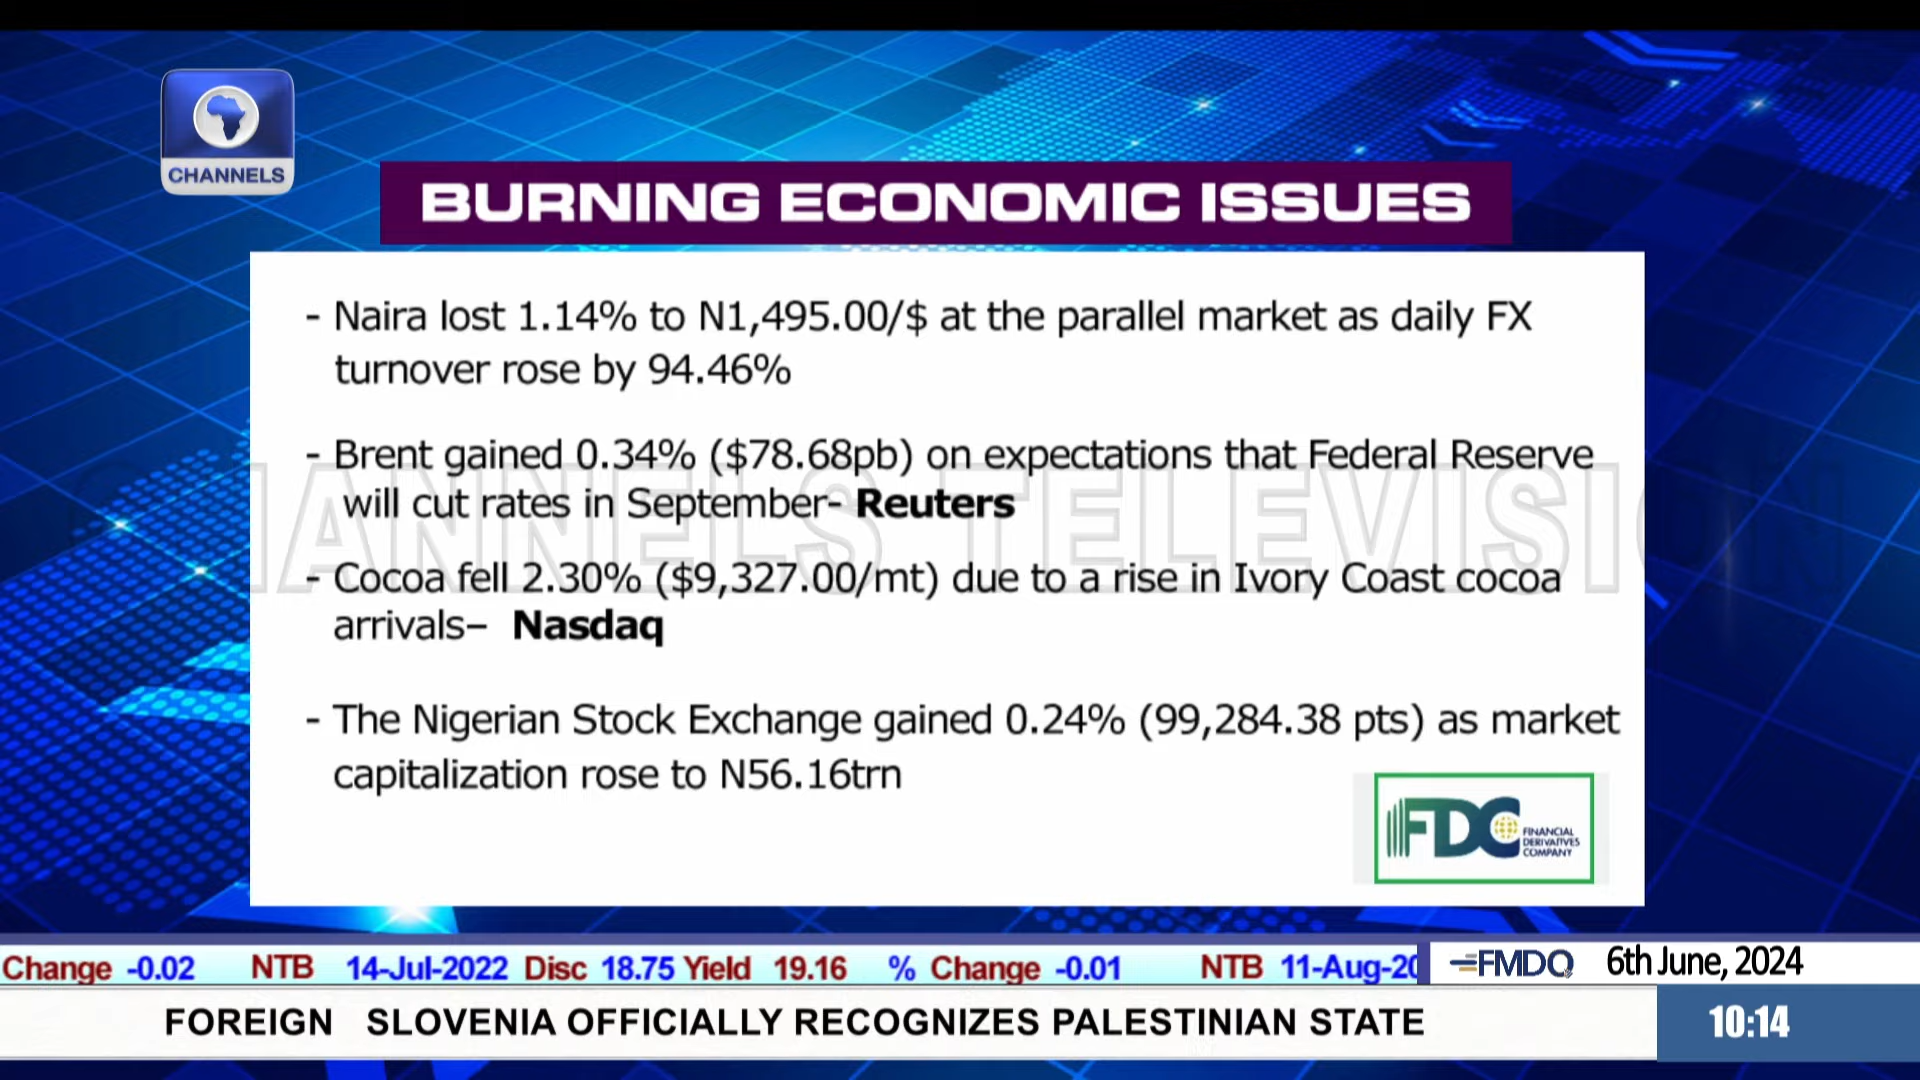 CHANNELS
BURNING ECONOMIC ISSUES
- Naira lost 1.14% to N1,495.00/$ at the parallel market as daily FX
turnover rose by 94.46%
- Brent gained 0.34% ($78.68pb) on expectations that Federal Reserve
will cut rates in September- Reuters
CHANNELS TELEVISION
- Cocoa fell 2.30% ($9,327.00/mt) due to a rise in Ivory Coast cocoa
arrivals– Nasdaq
- The Nigerian Stock Exchange gained 0.24% (99,284.38 pts) as market
capitalization rose to N56.16trn
FDC
FINANCIAL
DERIVATIVES
COMPANY
Change -0.02 NTB 14-Jul-2022 Disc 18.75 Yield 19.16 % Change -0.01 NTB 11-Aug-20
FMDQ 6th June, 2024
FOREIGN SLOVENIA OFFICIALLY RECOGNIZES PALESTINIAN STATE
10:14